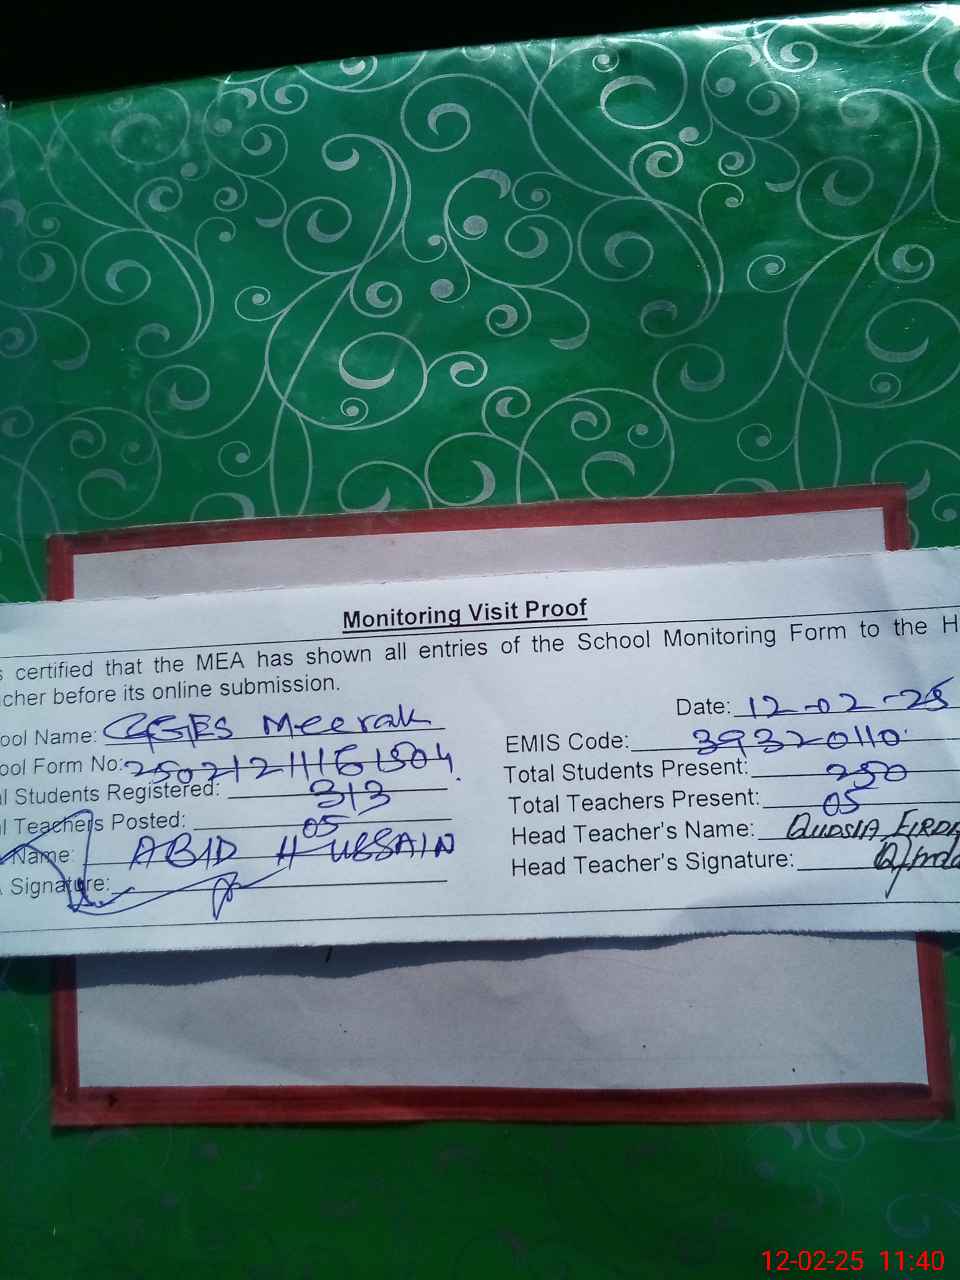 Monitoring Visit Proof
s certified that the MEA has shown all entries of the School Monitoring Form to the H
cher before its online submission.
Date: 12-02-25
ool Name: GGES Meerak
EMIS Code: 39320110
ool Form No:
Total Students Present: 250
l Students Registered: 313
Total Teachers Present: 05
l Teachers Posted: 05
Head Teacher's Name: QUDSIA FIRD
Name: ABID HUSSAIN
Head Teacher's Signature:
Signature:
12-02-25 11:40